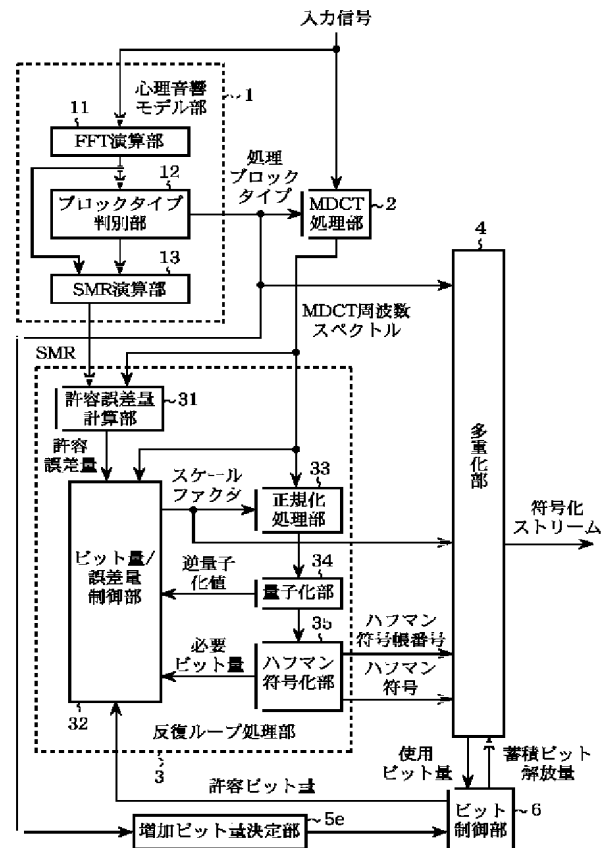 入力信号
心理音響
モデル部
1
11
FFT演算部
12
ブロックタイプ
判別部
13
SMR演算部
処理
ブロック
タイプ
MDCT
処理部
2
4
MDCT周波数
スペクトル
SMR
許容誤差量
計算部
31
許容
誤差量
スケール
ファクタ
33
正規化
処理部
多重化部
符号化
ストリーム
ビット量/
誤差量
制御部
逆量子
化値
34
量子化部
35
必要
ビット量
ハフマン
符号化部
ハフマン
符号帳番号
ハフマン
符号
32
反復ループ処理部
3
使用
ビット量
蓄積ビット
解放量
許容ビット量
ビット
制御部
6
5e
増加ビット量決定部